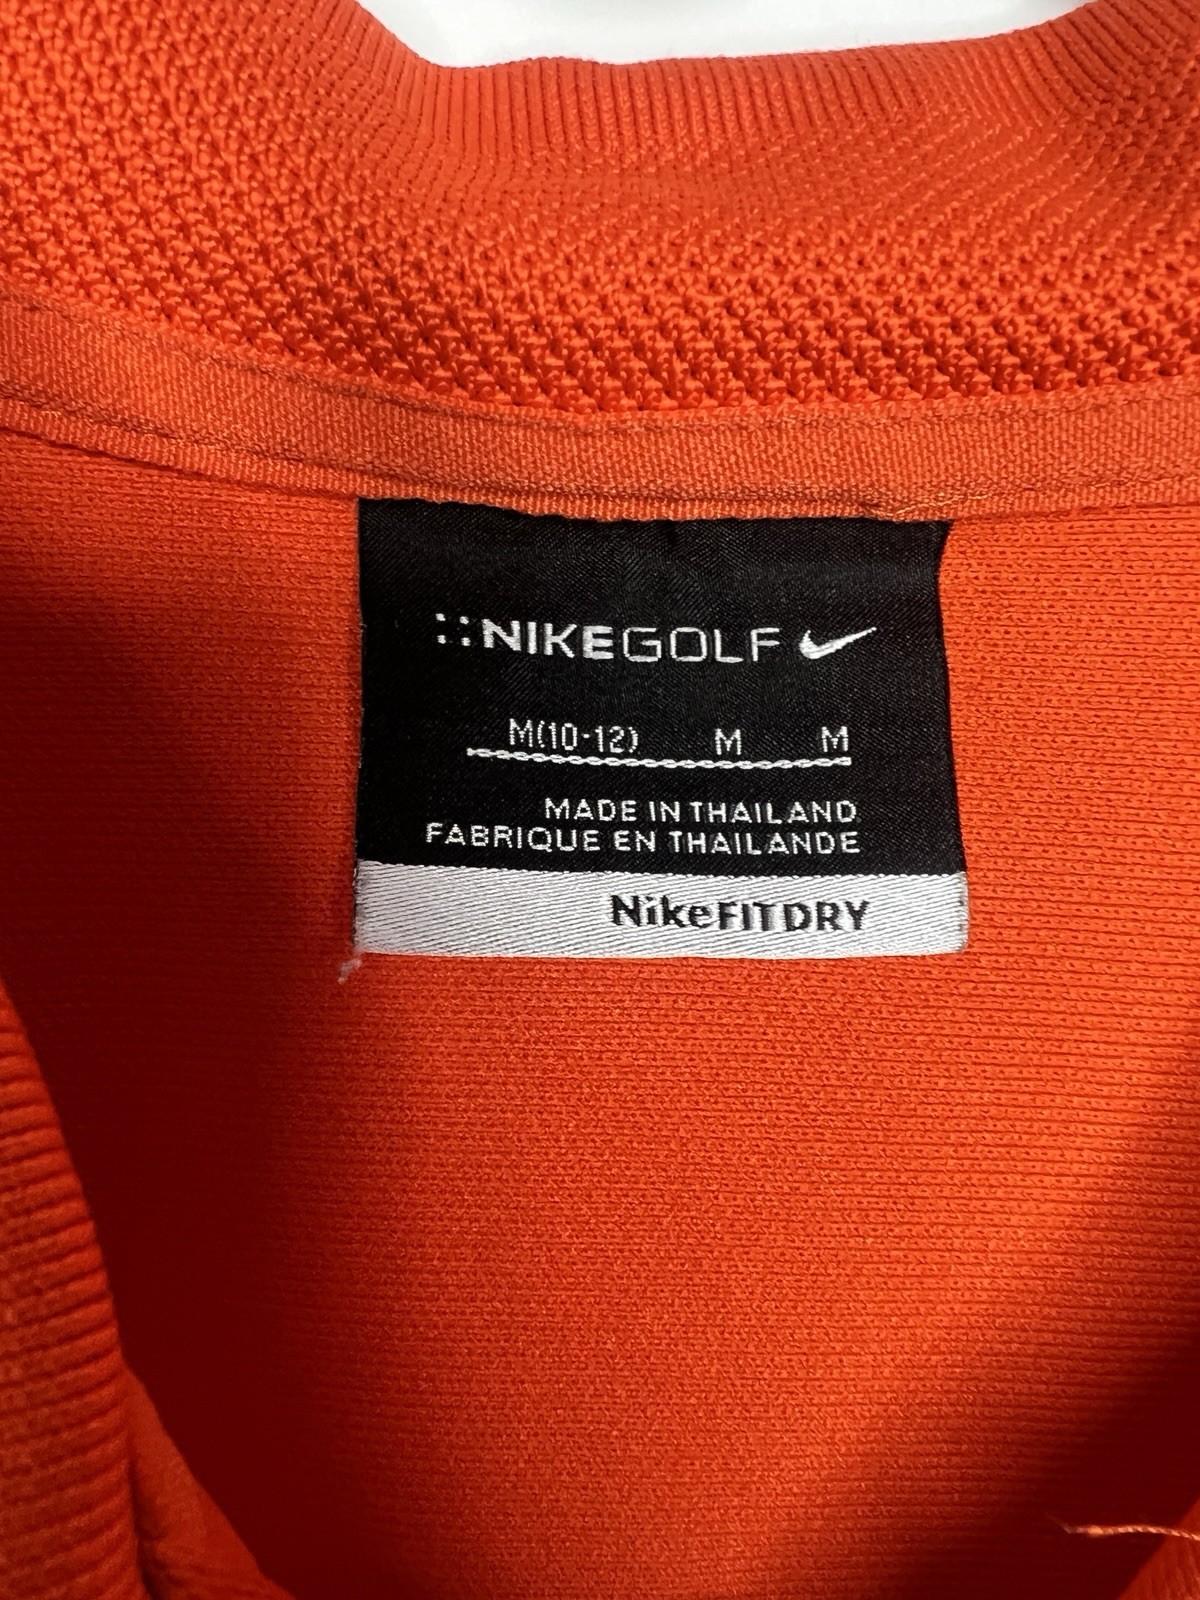 NIKEGOLF
M(10-12) M M
MADE IN THAILAND
FABRIQUE EN THAILANDE
NikeFITDRY